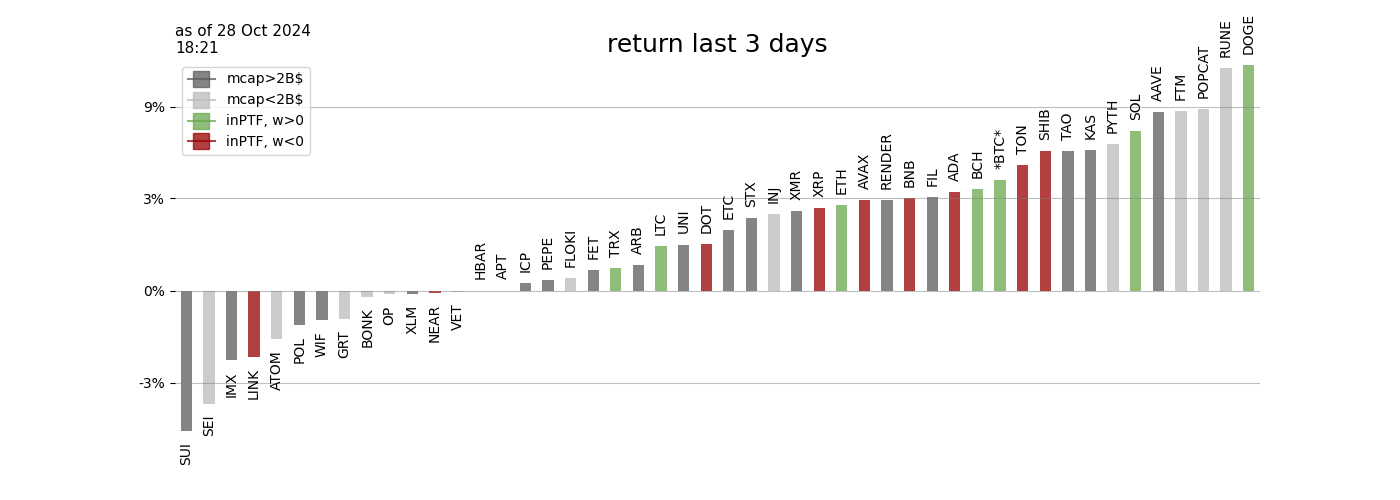 as of 28 Oct 2024
18:21
return last 3 days
mcap>2B$
mcap<2B$
inPTF, w>0
inPTF, w<0
9%
3%
0%
-3%
SUI
SEI
IMX
LINK
ATOM
POL
WIF
GRT
BONK
OP
XLM
NEAR
VET
HBAR
APT
ICP
PEPE
FLOKI
FET
TRX
ARB
LTC
UNI
DOT
ETC
STX
INJ
XMR
XRP
ETH
AVAX
RENDER
BNB
FIL
ADA
BCH
*BTC*
TON
SHIB
TAO
KAS
PYTH
SOL
AAVE
FTM
POPCAT
RUNE
DOGE